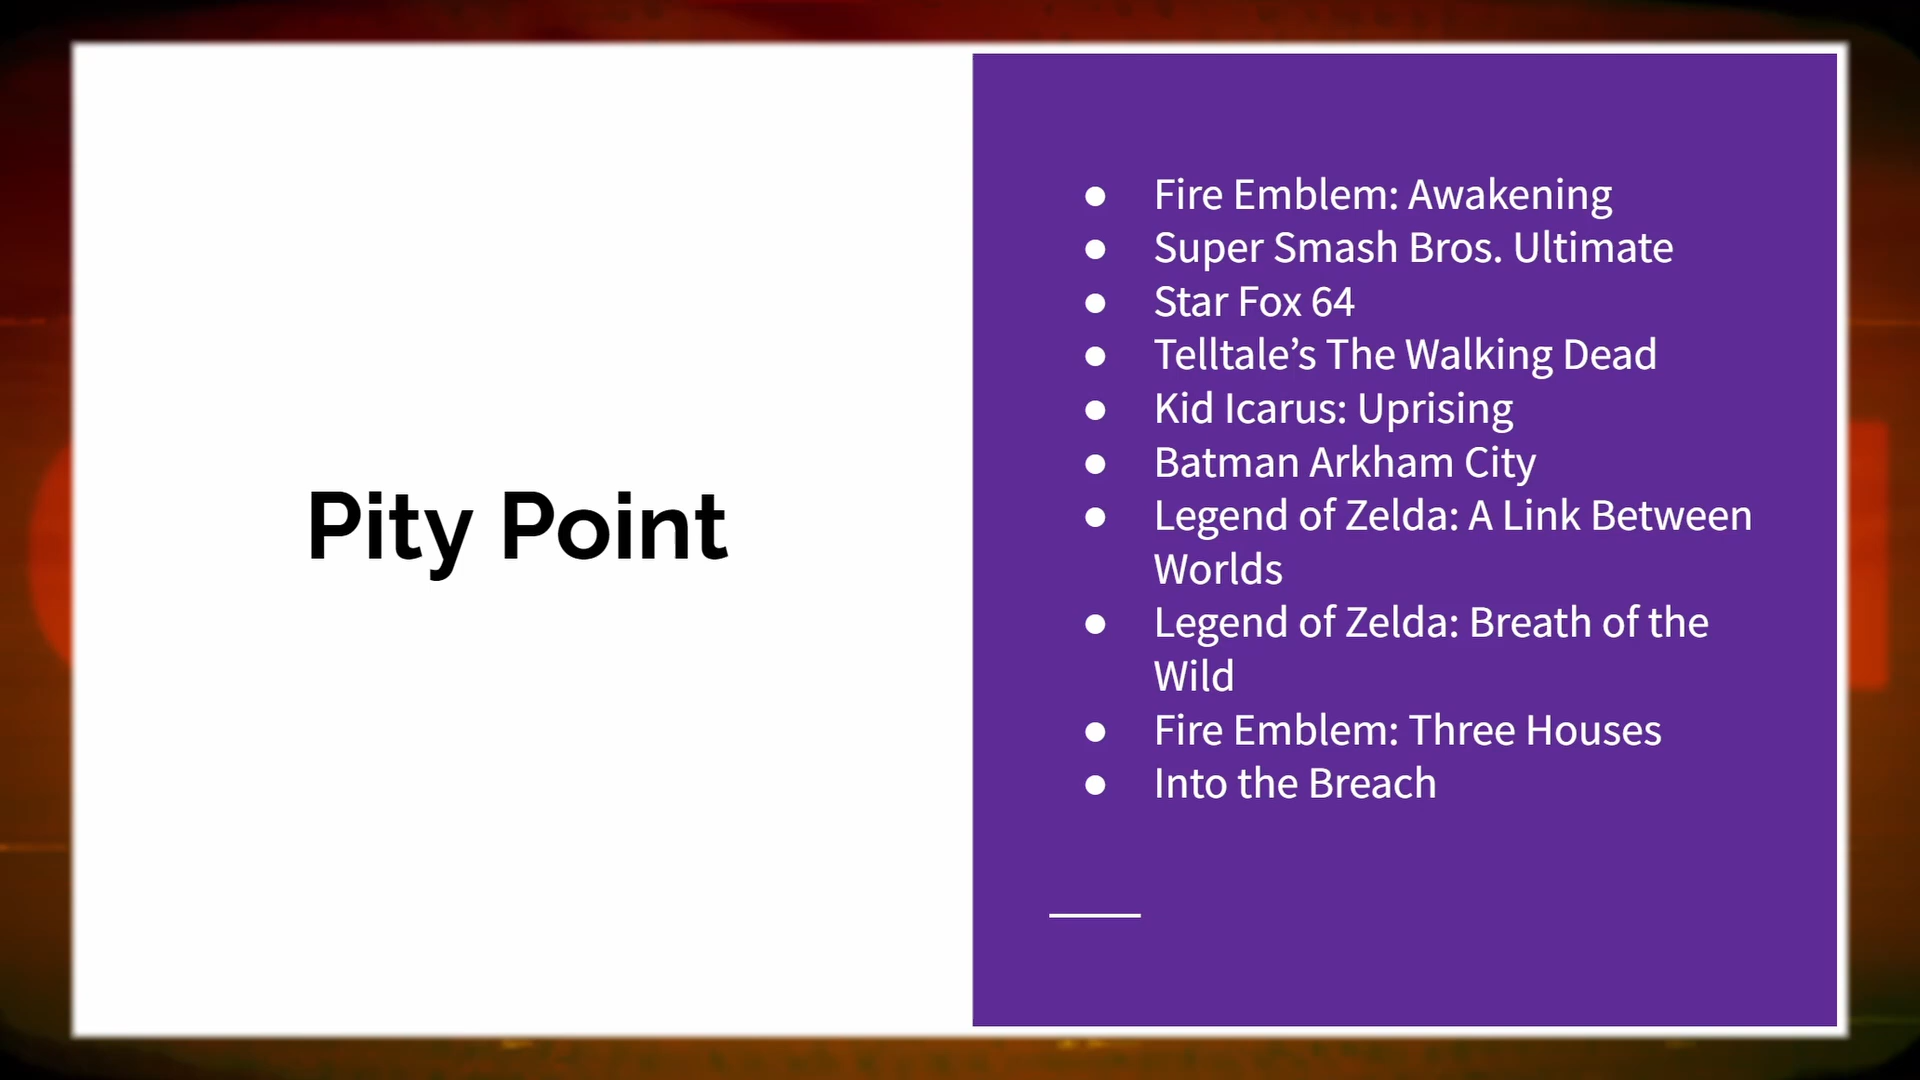 Pity Point
● Fire Emblem: Awakening
● Super Smash Bros. Ultimate
● Star Fox 64
● Telltale’s The Walking Dead
● Kid Icarus: Uprising
● Batman Arkham City
● Legend of Zelda: A Link Between
Worlds
● Legend of Zelda: Breath of the
Wild
● Fire Emblem: Three Houses
● Into the Breach